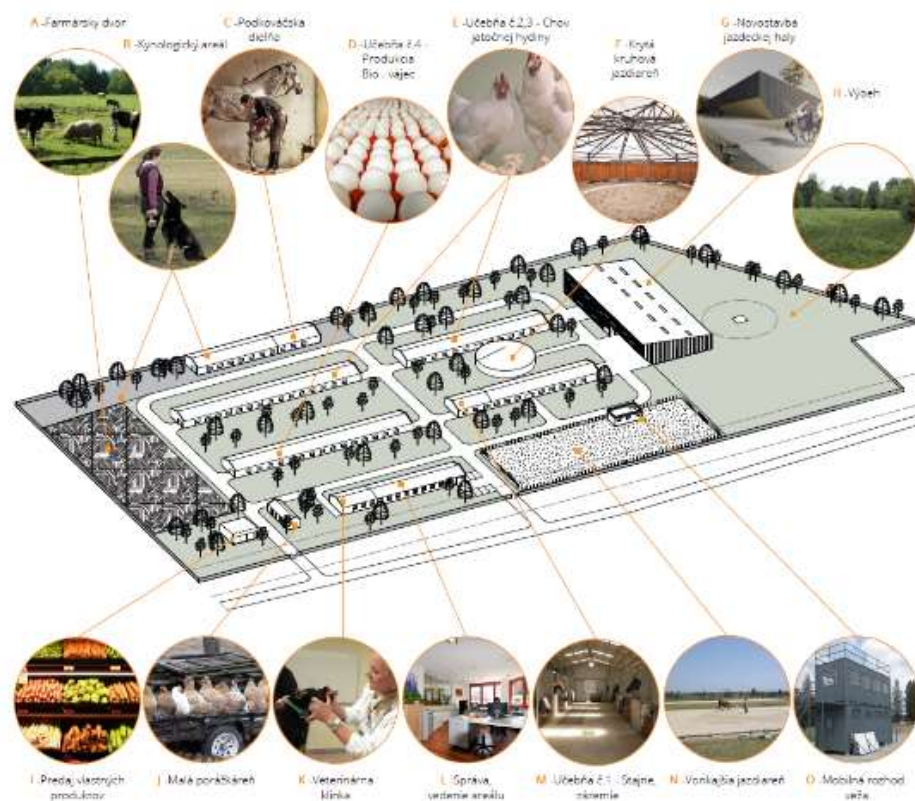 A -Farmársky dvor
B -Kynologický areál
C -Podkováčska
dielňa
D -Učebňa č.4 -
Produkcia
Bio - vajec
E -Učebňa č.2,3 - Chov
jatočnej hydiny
F - Krytá
kruhová
jazdiareň
G -Novostavba
jazdeckej haly
H -Výbeh
I -Predaj vlastných
produktov
J -Malá porážkáreň
K -Veterinárna
klinika
L -Správa,
vedenie areálu
M -Učebňa č.1 - Stajne,
zázemie
N -Vonkajšia jazdiareň
O -Mobilná rozhod
veža